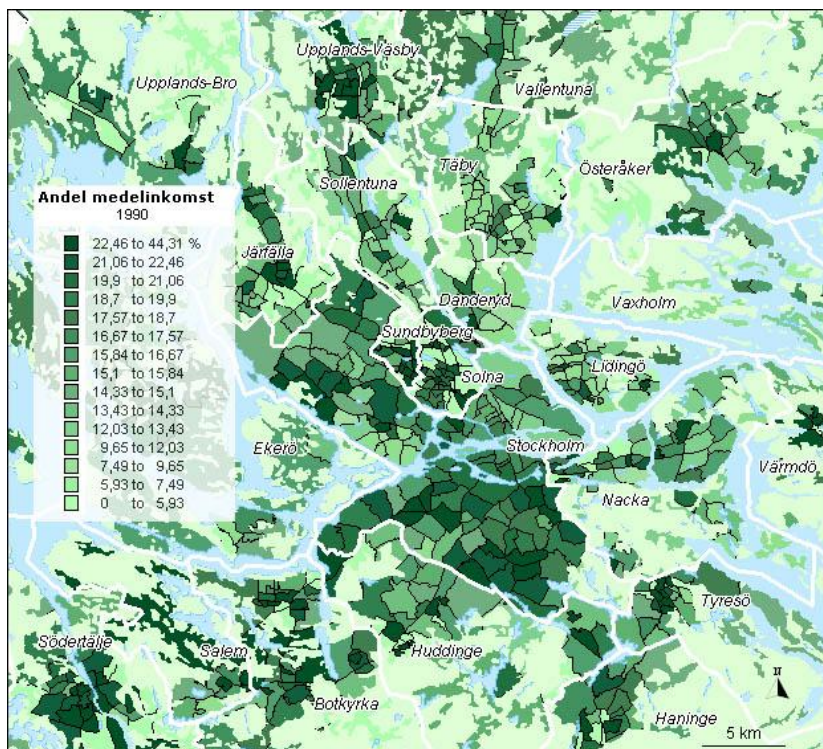 Upplands-Väsby
Upplands-Bro
Vallentuna
Täby
Österåker
Sollentuna
Andel medelinkomst
1990
22,46 to 44,31 %
21,06 to 22,46
19,9 to 21,06
18,7 to 19,9
17,57 to 18,7
16,67 to 17,57
15,84 to 16,67
15,1 to 15,84
14,33 to 15,1
13,43 to 14,33
12,03 to 13,43
9,65 to 12,03
7,49 to 9,65
5,93 to 7,49
0 to 5,93
Järfälla
Danderyd
Vaxholm
Sundbyberg
Solna
Lidingö
Ekerö
Stockholm
Värmdö
Nacka
Tyresö
Södertälje
Salem
Huddinge
Botkyrka
N
Haninge
5 km